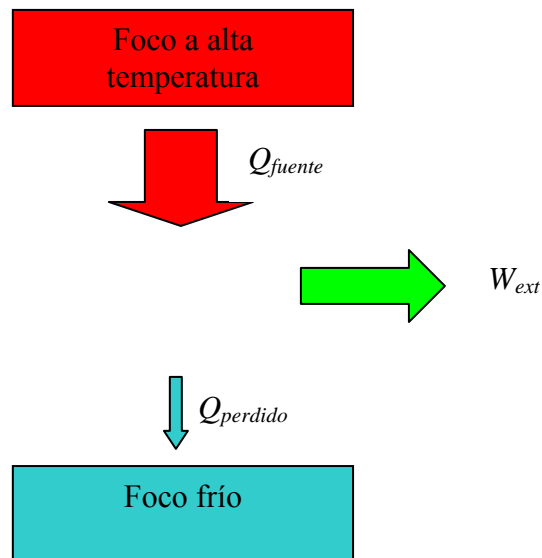 Foco a alta
temperatura
Qfuente
Wext
Qperdido
Foco frío